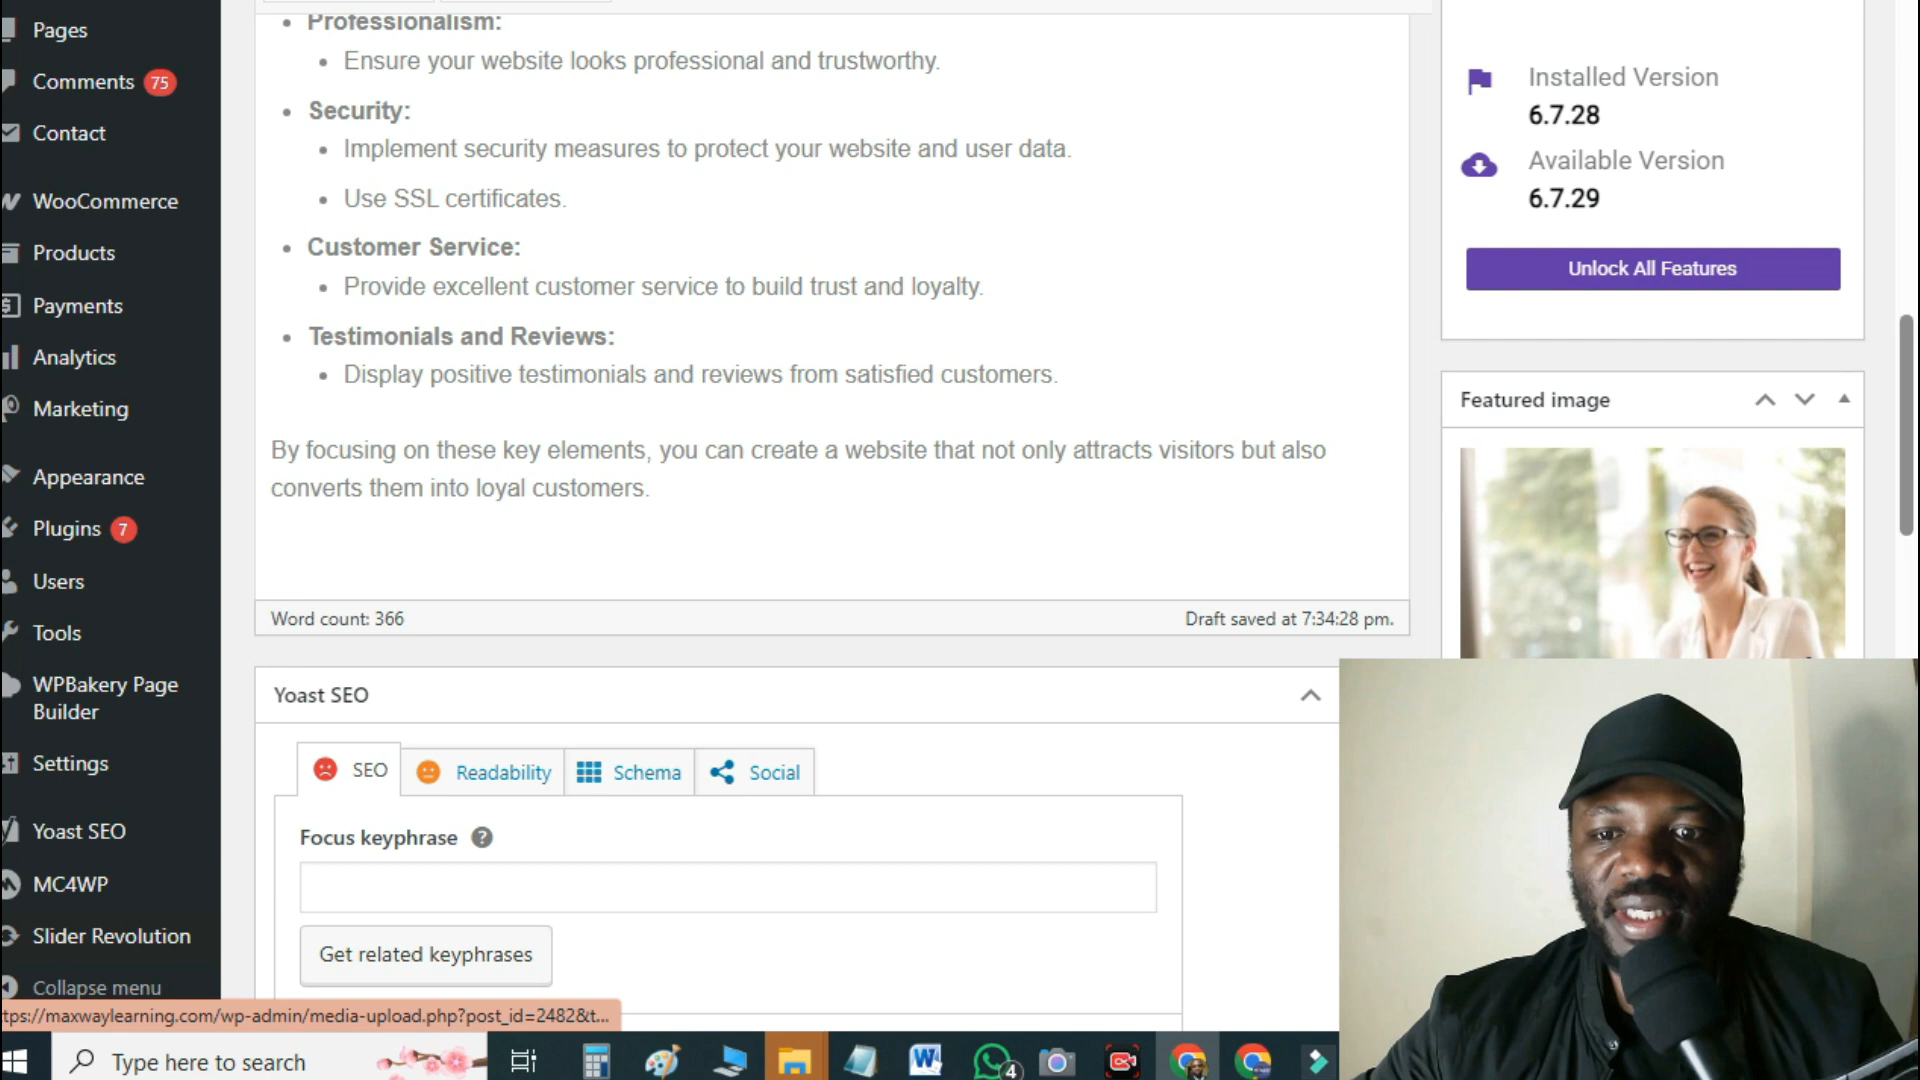 Pages
Comments 75
Contact
WooCommerce
Products
Payments
Analytics
Marketing
Appearance
Plugins 7
Users
Tools
WPBakery Page
Builder
Settings
Yoast SEO
MC4WP
Slider Revolution
Collapse menu
Professionalism:
Ensure your website looks professional and trustworthy.
Security:
Implement security measures to protect your website and user data.
Use SSL certificates.
Customer Service:
Provide excellent customer service to build trust and loyalty.
Testimonials and Reviews:
Display positive testimonials and reviews from satisfied customers.
By focusing on these key elements, you can create a website that not only attracts visitors but also
converts them into loyal customers.
Word count: 366
Draft saved at 7:34:28 pm.
Yoast SEO
SEO
Readability
Schema
Social
Focus keyphrase ?
Get related keyphrases
Installed Version
6.7.28
Available Version
6.7.29
Unlock All Features
Featured image
tps://maxwaylearning.com/wp-admin/media-upload.php?post_id=2482&t...
Type here to search
4